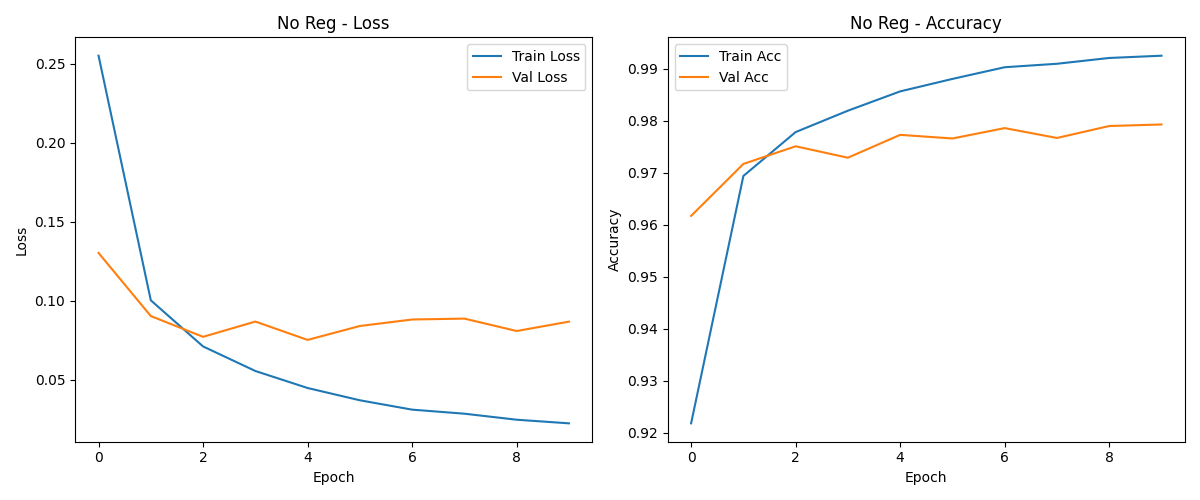 No Reg - Loss
Train Loss
Val Loss
0.25
0.20
0.15
0.10
0.05
0 2 4 6 8
Epoch
Loss
No Reg - Accuracy
Train Acc
Val Acc
0.99
0.98
0.97
0.96
0.95
0.94
0.93
0.92
0 2 4 6 8
Epoch
Accuracy